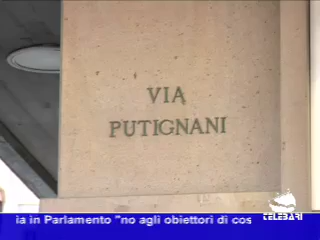 VIA
PUTIGNANI
ia in Parlamento "no agli obiettori di cos
TELEBARI